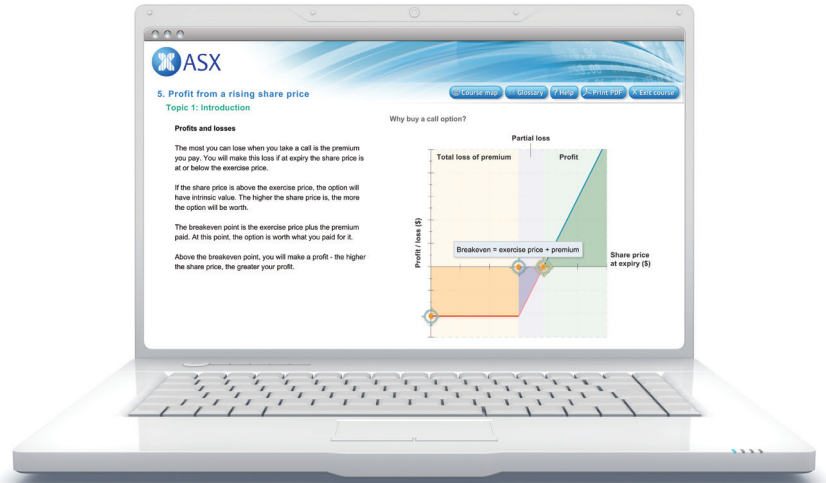 ASX
5. Profit from a rising share price
Course map
Glossary
? Help
Print PDF
X Exit course
Topic 1: Introduction
Why buy a call option?
Profits and losses
The most you can lose when you take a call is the premium
you pay. You will make this loss if at expiry the share price is
at or below the exercise price.
If the share price is above the exercise price, the option will
have intrinsic value. The higher the share price is, the more
the option will be worth.
The breakeven point is the exercise price plus the premium
paid. At this point, the option is worth what you paid for it.
Above the breakeven point, you will make a profit - the higher
the share price, the greater your profit.
Partial loss
Total loss of premium
Profit
Profit / loss ($)
Breakeven = exercise price + premium
Share price
at expiry ($)